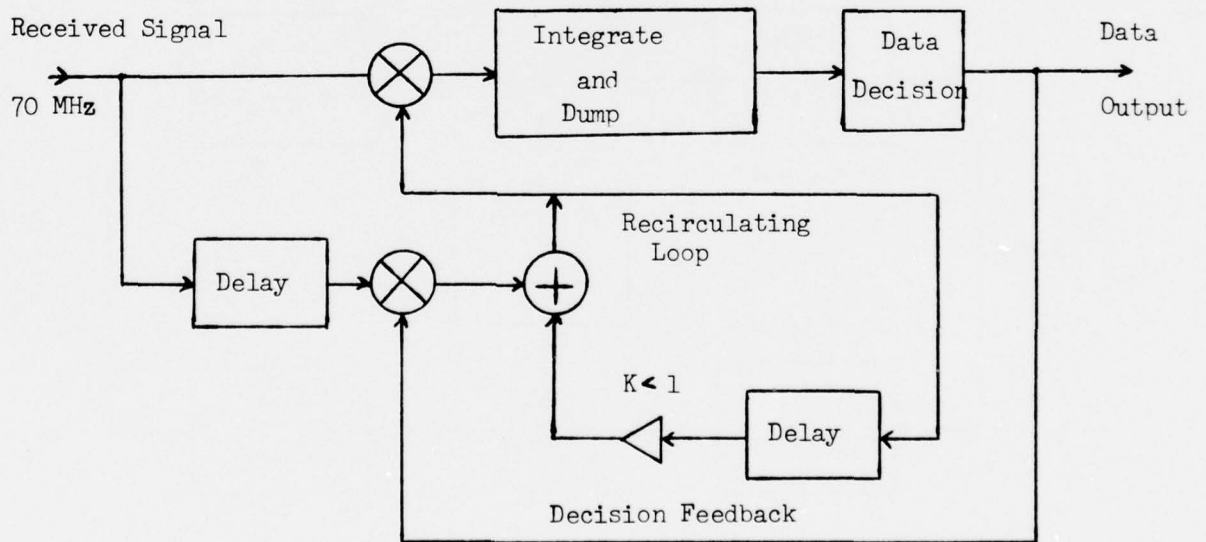 Received Signal
70 MHz
Integrate
and
Dump
Data
Decision
Data
Output
Recirculating
Loop
Delay
K< 1
Delay
Decision Feedback